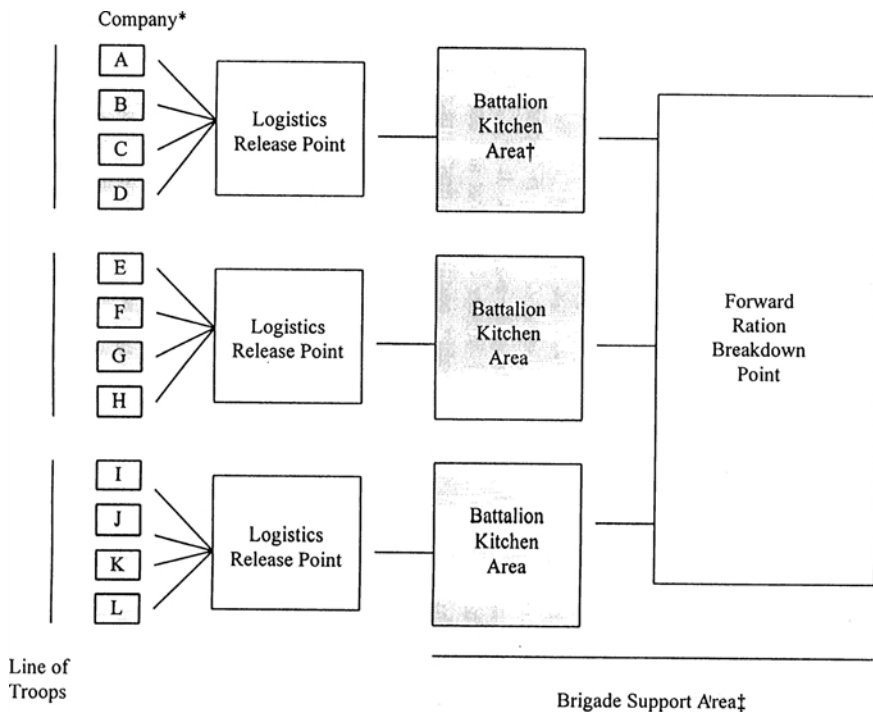 Company*
A
B
C
D
Logistics
Release Point
Battalion
Kitchen
Area†
E
F
G
H
Logistics
Release Point
Battalion
Kitchen
Area
Forward
Ration
Breakdown
Point
I
J
K
L
Logistics
Release Point
Battalion
Kitchen
Area
Line of
Troops
Brigade Support Area‡